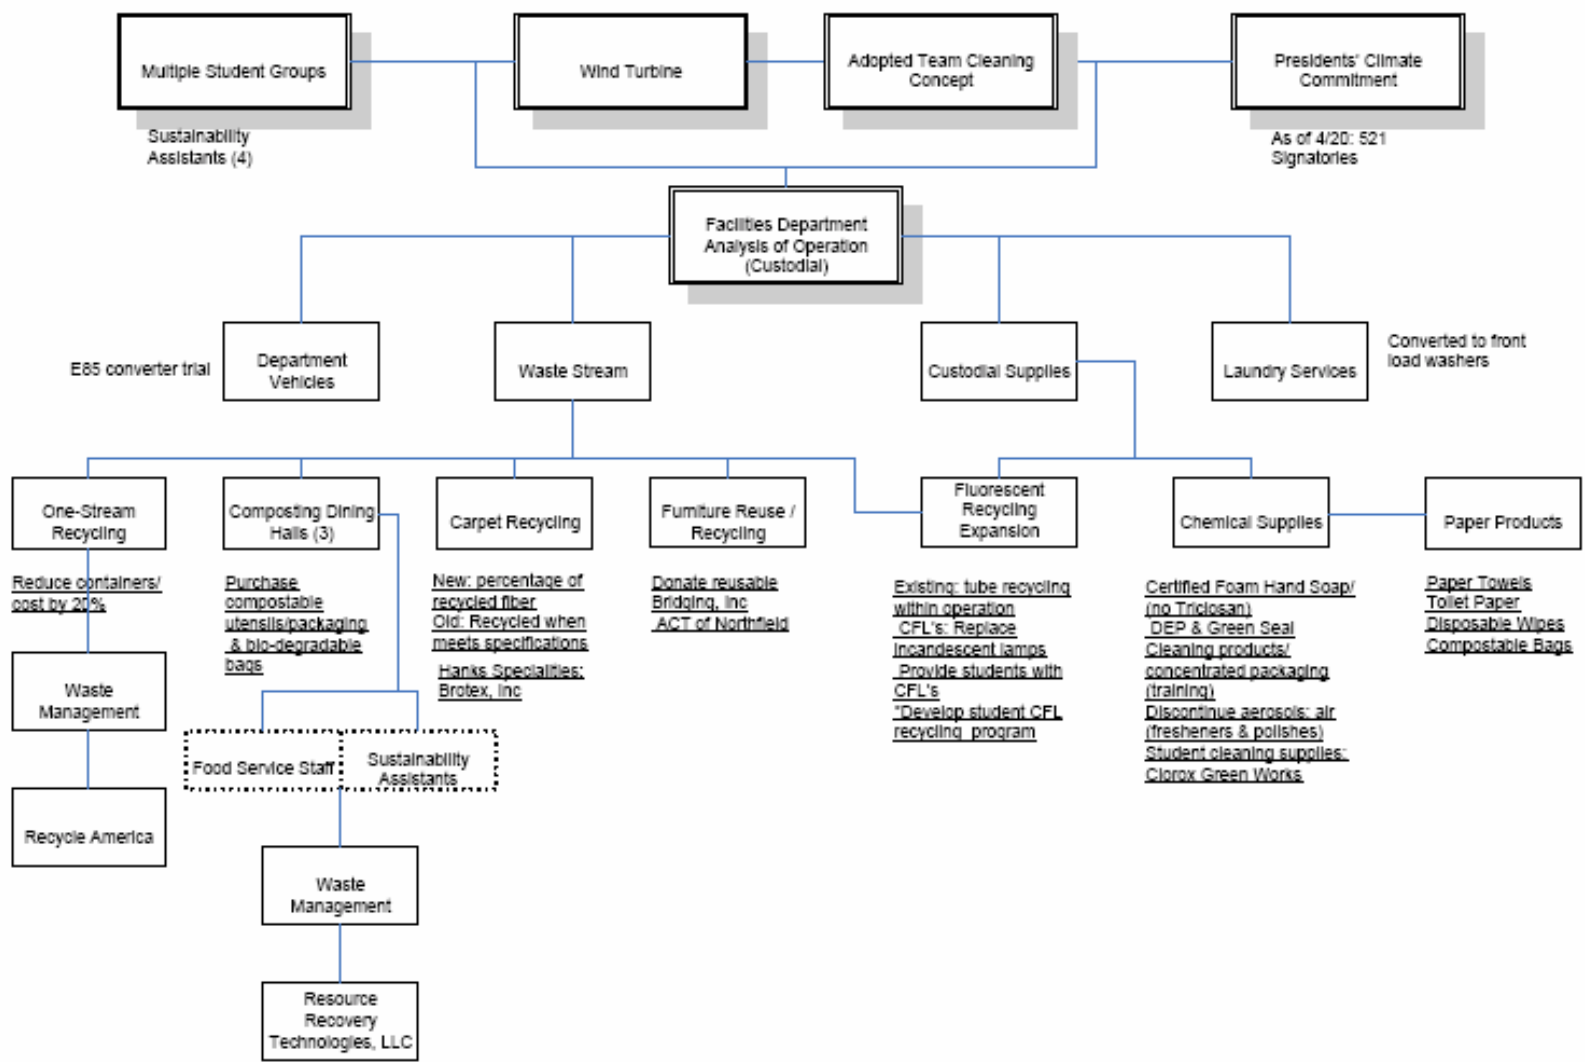 Multiple Student Groups
Wind Turbine
Adopted Team Cleaning
Concept
Presidents' Climate
Commitment
Sustainability
Assistants (4)
As of 4/20: 521
Signatories
Facilities Department
Analysis of Operation
(Custodial)
E85 converter trial
Department
Vehicles
Waste Stream
Custodial Supplies
Laundry Services
Converted to front
load washers
One-Stream
Recycling
Composting Dining
Halls (3)
Carpet Recycling
Furniture Reuse /
Recycling
Fluorescent
Recycling
Expansion
Chemical Supplies
Paper Products
Reduce containers/
cost by 20%
Purchase
compostable
utensils/packaging
& bio-degradable
bags
New: percentage of
recycled fiber
Old: Recycled when
meets specifications
Hanks Specialities:
Brotex, Inc
Donate reusable
Bridging, Inc
ACT of Northfield
Existing: tube recycling
within operation
CFL's: Replace
incandescent lamps
Provide students with
CFL's
"Develop student CFL
recycling program
Certified Foam Hand Soap/
(no Triclosan)
DEP & Green Seal
Cleaning products/
concentrated packaging
(training)
Discontinue aerosols: air
(fresheners & polishes)
Student cleaning supplies:
Clorox Green Works
Paper Towels
Toilet Paper
Disposable Wipes
Compostable Bags
Waste
Management
Food Service Staff
Sustainability
Assistants
Recycle America
Waste
Management
Resource
Recovery
Technologies, LLC